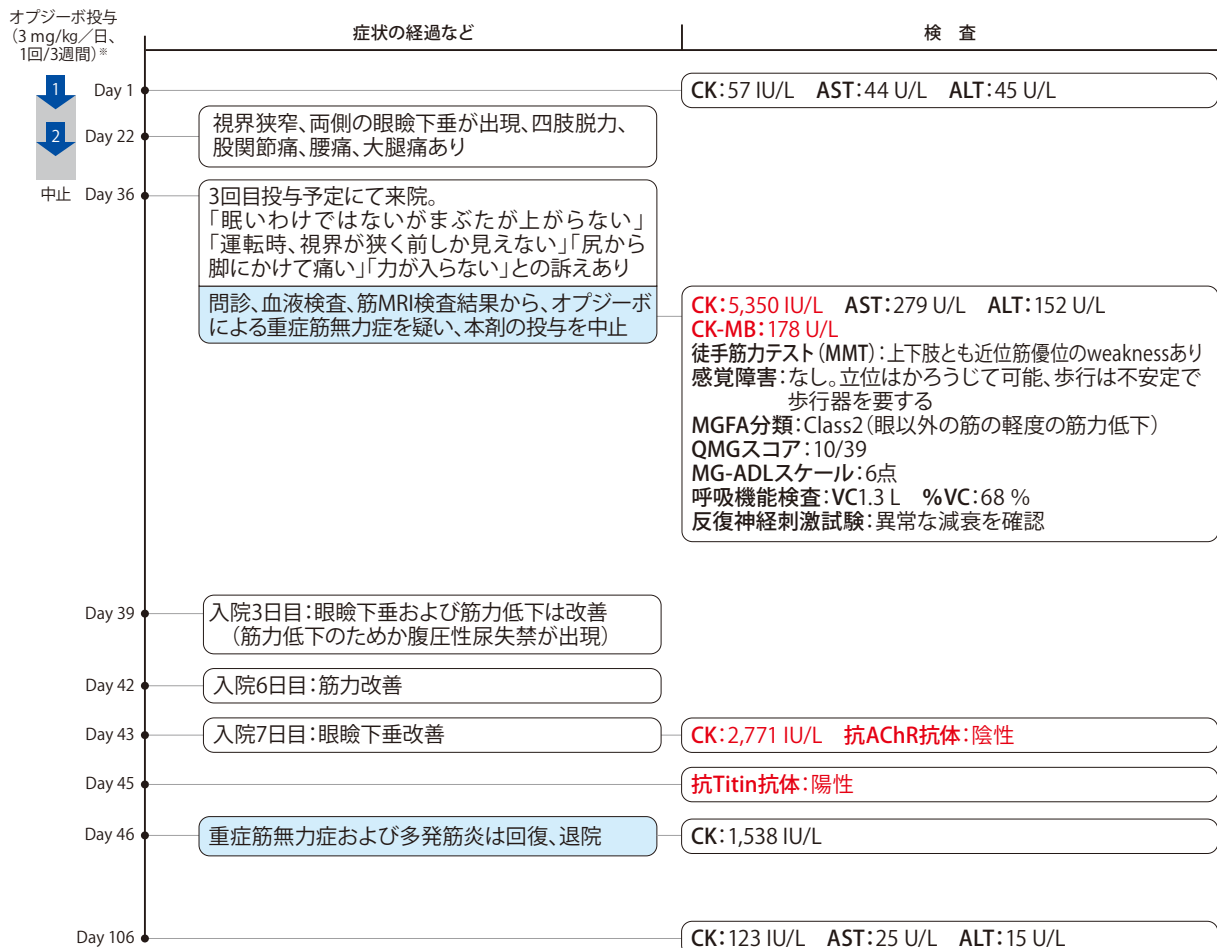 オプジーボ投与
(3 mg/kg/日、
1回/3週間)※
症状の経過など
検 査
1
Day 1
CK:57 IU/L AST:44 U/L ALT:45 U/L
2
Day 22
視界狭窄、両側の眼瞼下垂が出現、四肢脱力、
股関節痛、腰痛、大腿痛あり
中止 Day 36
3回目投与予定にて来院。
「眠いわけではないがまぶたが上がらない」
「運転時、視界が狭く前しか見えない」「尻から
脚にかけて痛い」「力が入らない」との訴えあり
問診、血液検査、筋MRI検査結果から、オプジーボ
による重症筋無力症を疑い、本剤の投与を中止
CK:5,350 IU/L AST:279 U/L ALT:152 U/L
CK-MB:178 U/L
徒手筋力テスト(MMT):上下肢とも近位筋優位のweaknessあり
感覚障害:なし。立位はかろうじて可能、歩行は不安定で
歩行器を要する
MGFA分類:Class2(眼以外の筋の軽度の筋力低下)
QMGスコア:10/39
MG-ADLスケール:6点
呼吸機能検査:VC1.3 L %VC:68 %
反復神経刺激試験:異常な減衰を確認
Day 39
入院3日目:眼瞼下垂および筋力低下は改善
(筋力低下のためか腹圧性尿失禁が出現)
Day 42
入院6日目:筋力改善
Day 43
入院7日目:眼瞼下垂改善
CK:2,771 IU/L 抗AChR抗体:陰性
Day 45
抗Titin抗体:陽性
Day 46
重症筋無力症および多発筋炎は回復、退院
CK:1,538 IU/L
Day 106
CK:123 IU/L AST:25 U/L ALT:15 U/L